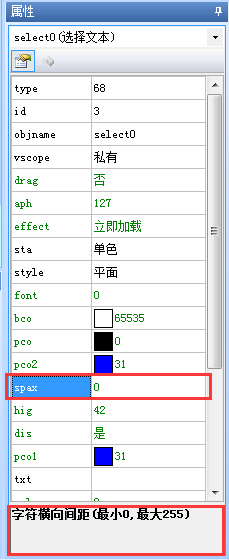 属性
select0(选择文本)
type 68
id 3
objname select0
vscope 私有
drag 否
aph 127
effect 立即加载
sta 单色
style 平面
font 0
bco 65535
pco 0
pco2 31
spax 0
hig 42
dis 是
pco1 31
txt
字符横向间距(最小0,最大255)